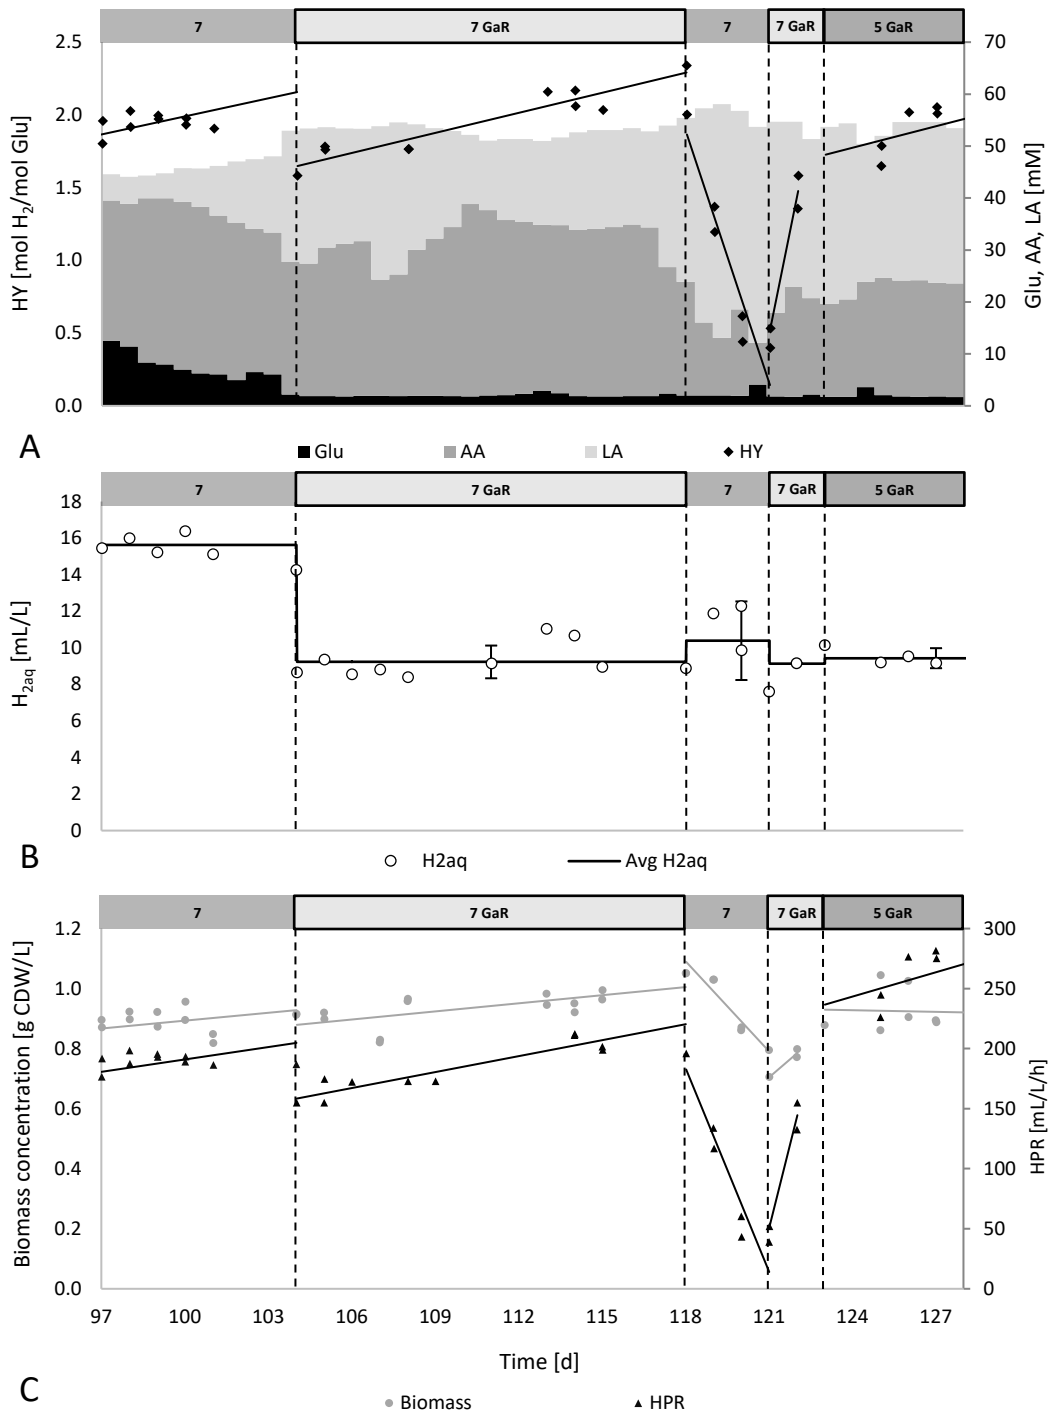 7 7 GaR 7 7 GaR 5 GaR
2.5
2.0
1.5
1.0
0.5
0.0
HY [mol H2/mol Glu]
70
60
50
40
30
20
10
0
Glu, AA, LA [mM]
A
Glu AA LA HY
7 7 GaR 7 7 GaR 5 GaR
18
16
14
12
10
8
6
4
2
0
H2aq [mL/L]
B
H2aq Avg H2aq
7 7 GaR 7 7 GaR 5 GaR
1.2
1.0
0.8
0.6
0.4
0.2
0.0
Biomass concentration [g CDW/L]
300
250
200
150
100
50
0
HPR [mL/L/h]
97 100 103 106 109 112 115 118 121 124 127
Time [d]
C
Biomass HPR